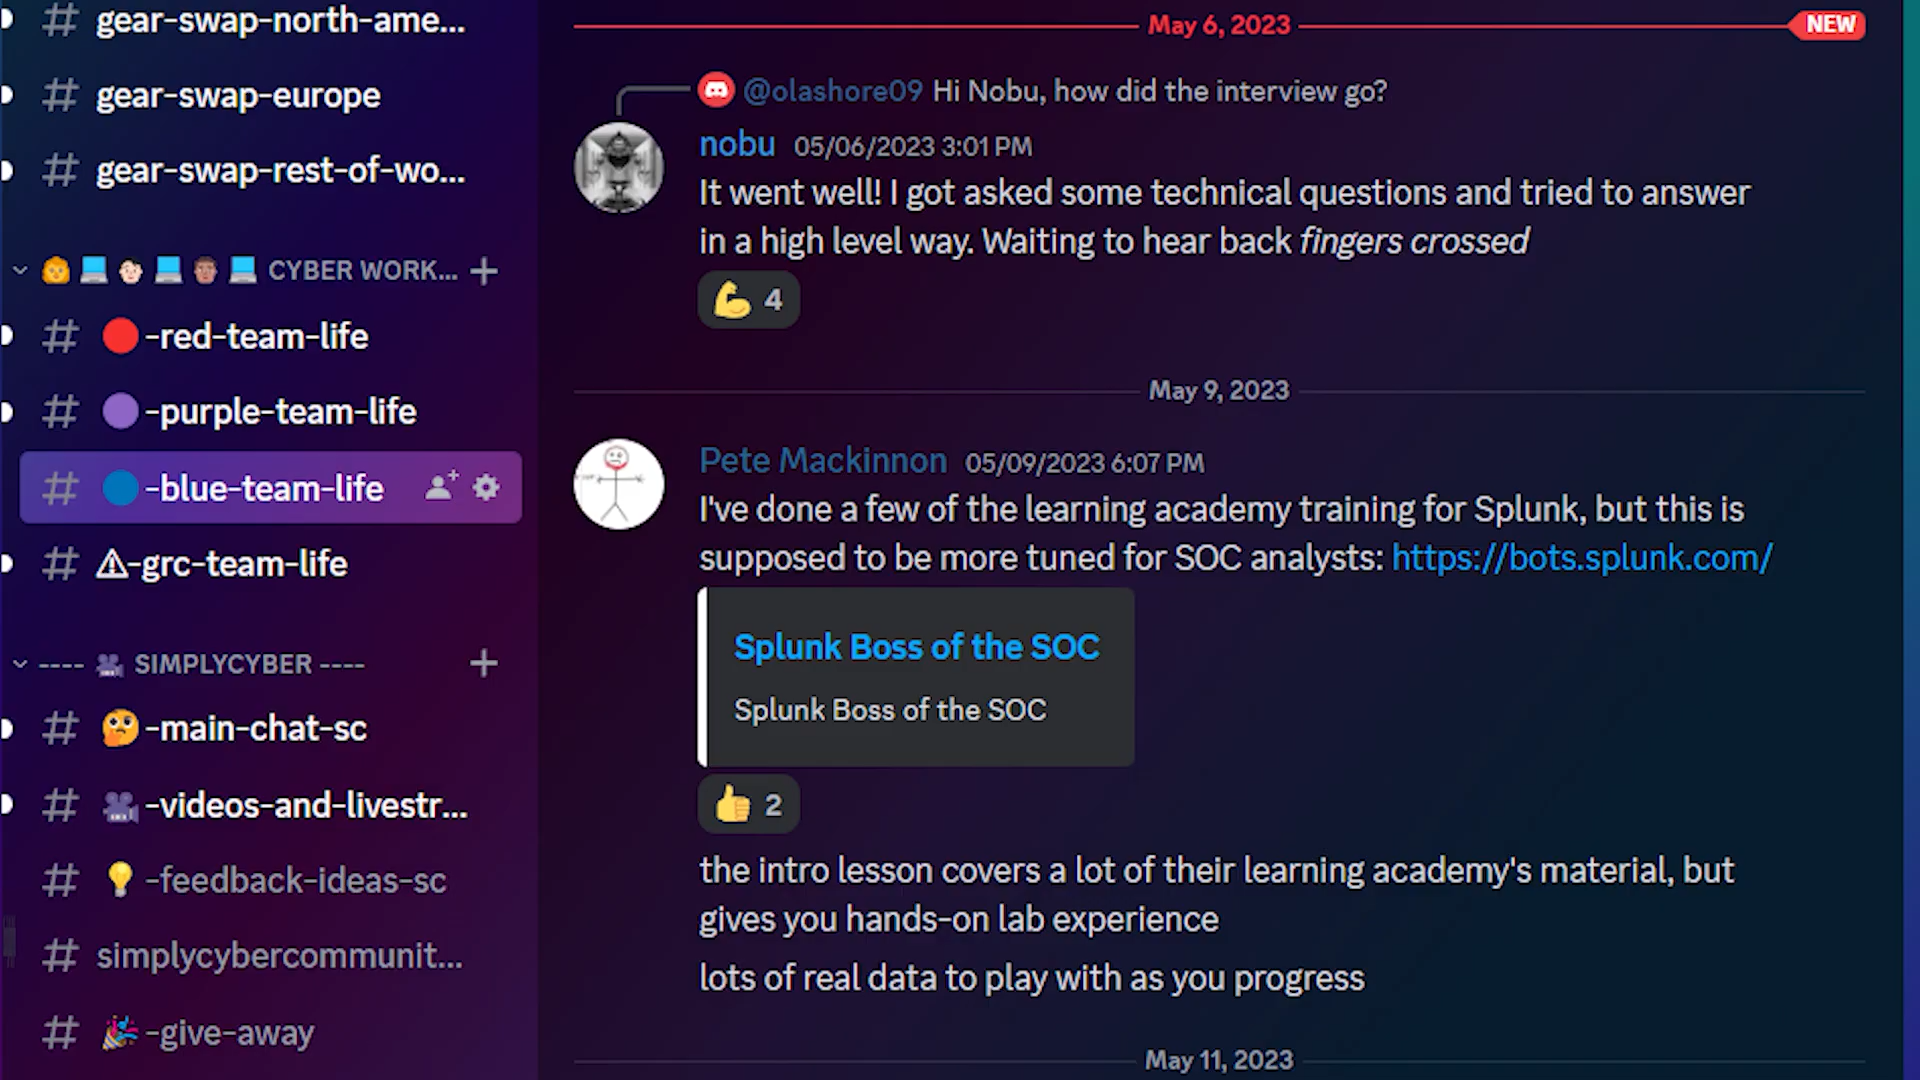 # gear-swap-north-ame...
# gear-swap-europe
# gear-swap-rest-of-wo...
CYBER WORK... +
# 🔴-red-team-life
# 🟣-purple-team-life
# 🔵-blue-team-life
# ⚠-grc-team-life
---- 🎥 SIMPLYCYBER ---- +
# 🤔-main-chat-sc
# 🎥-videos-and-livestr...
# 💡-feedback-ideas-sc
# simplycybercommunit...
# 🎉-give-away
May 6, 2023 NEW
@olashore09 Hi Nobu, how did the interview go?
nobu 05/06/2023 3:01 PM
It went well! I got asked some technical questions and tried to answer
in a high level way. Waiting to hear back fingers crossed
💪 4
May 9, 2023
Pete Mackinnon 05/09/2023 6:07 PM
I've done a few of the learning academy training for Splunk, but this is
supposed to be more tuned for SOC analysts: https://bots.splunk.com/
Splunk Boss of the SOC
Splunk Boss of the SOC
👍 2
the intro lesson covers a lot of their learning academy's material, but
gives you hands-on lab experience
lots of real data to play with as you progress
May 11, 2023